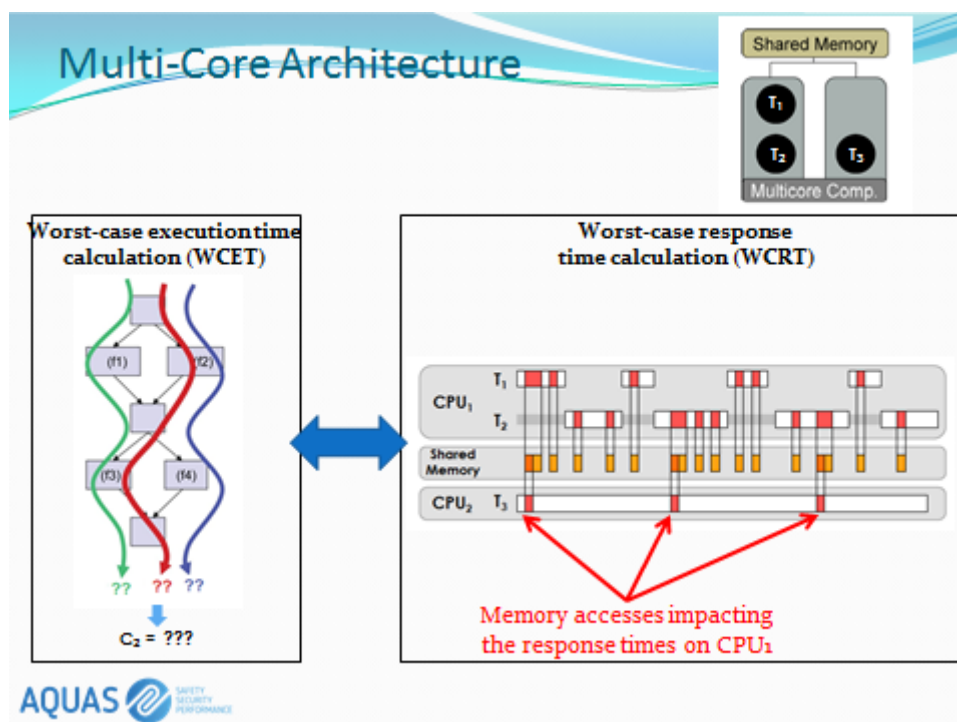 Multi-Core Architecture
Shared Memory
T1
T2
T3
Multicore Comp.
Worst-case execution time
calculation (WCET)
(f1)
(f2)
(f3)
(f4)
??
??
??
C2 = ???
Worst-case response
time calculation (WCRT)
T1
CPU1
T2
Shared
Memory
CPU2
T3
Memory accesses impacting
the response times on CPU1
AQUAS
SAFETY
SECURITY
PERFORMANCE